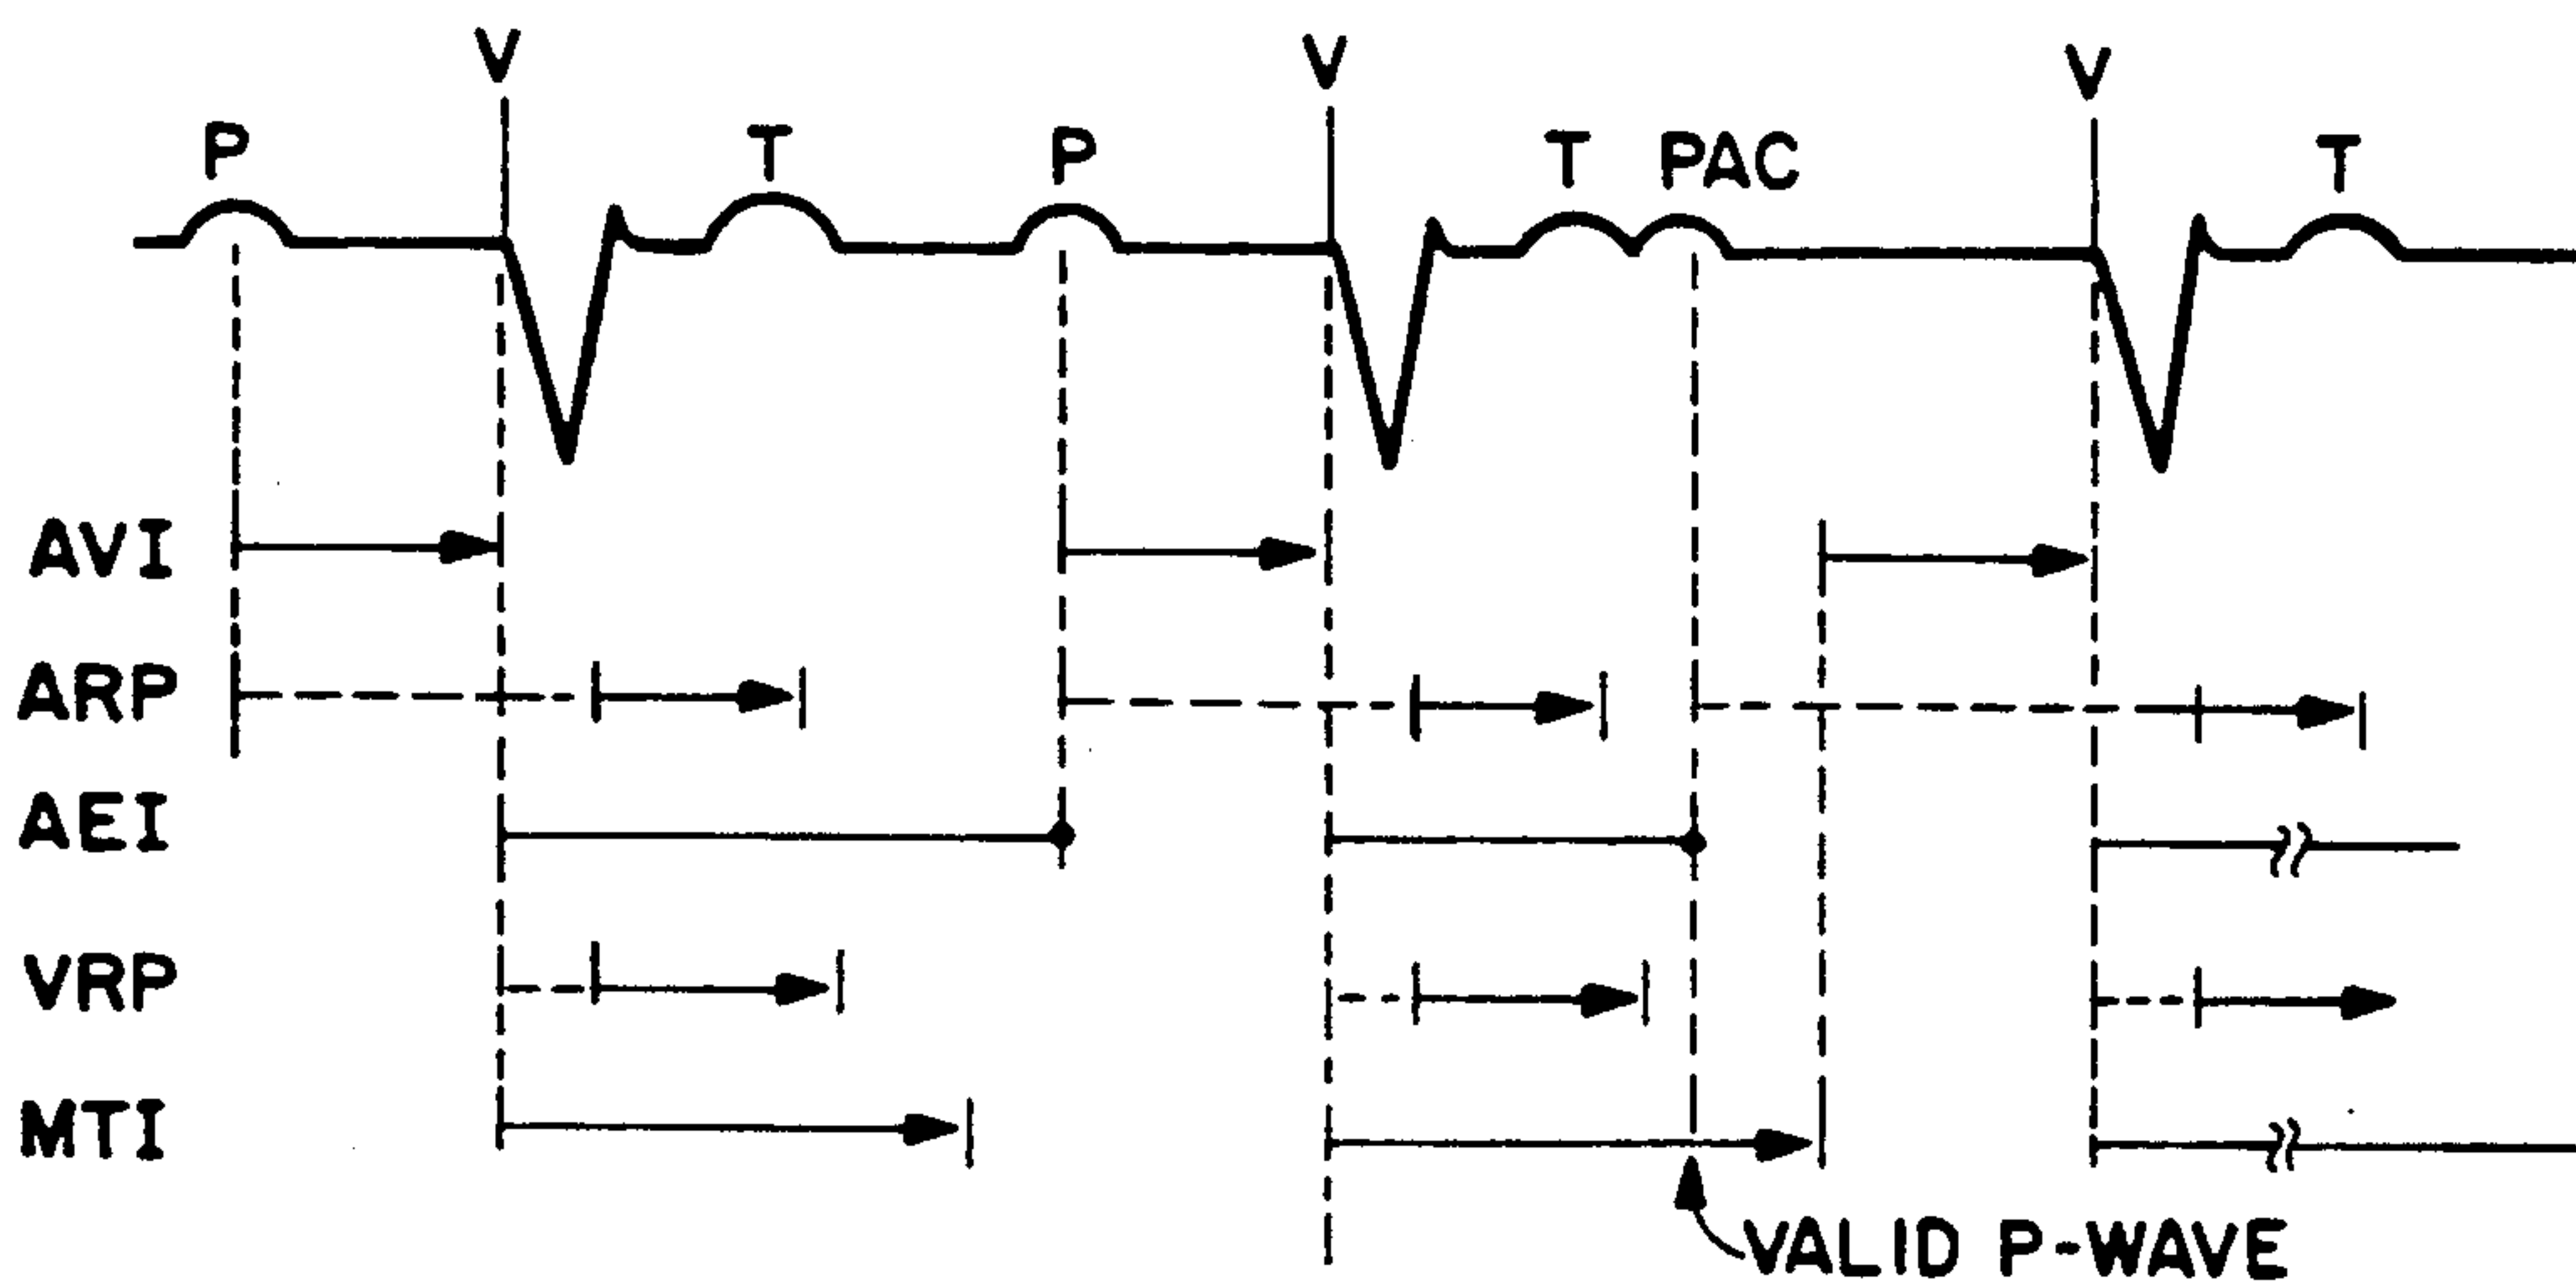 V V V
P T P T PAC T
AVI
ARP
AEI
VRP
MTI
VALID P-WAVE